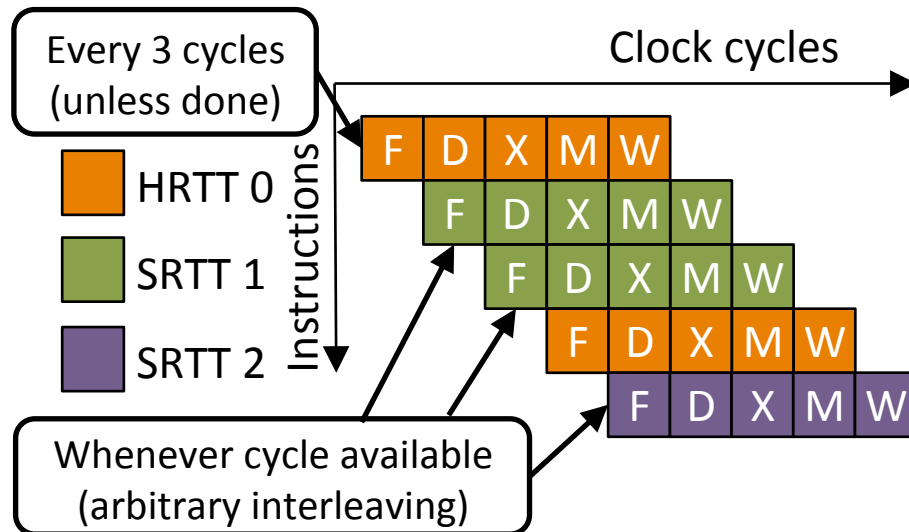 Every 3 cycles
(unless done)
Clock cycles
Instructions
HRTT 0
SRTT 1
SRTT 2
F D X M W
F D X M W
F D X M W
F D X M W
F D X M W
Whenever cycle available
(arbitrary interleaving)